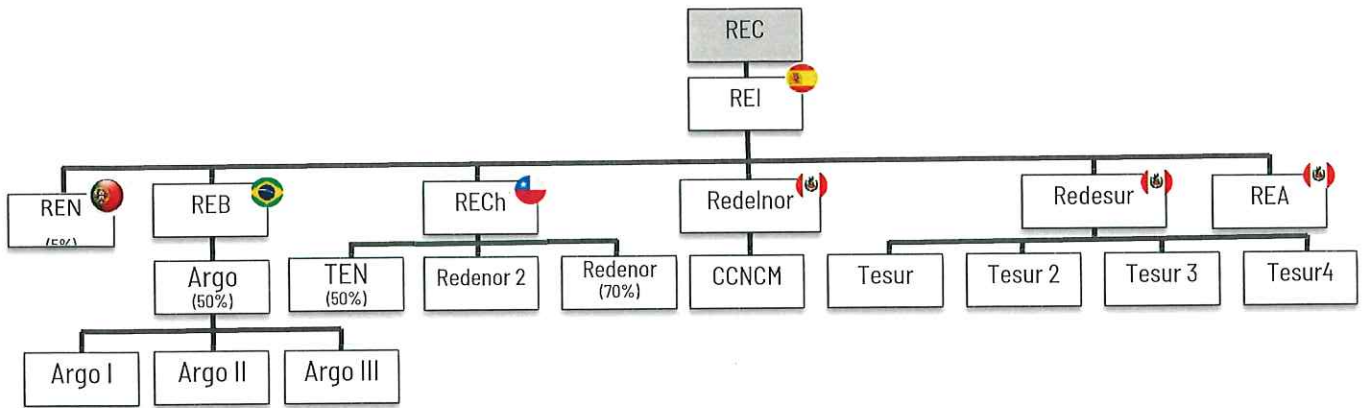 REC
REI
REN
(5%)
REB
RECh
Redelnor
Redesur
REA
Argo
(50%)
TEN
(50%)
Redenor 2
Redenor
(70%)
CCNCM
Tesur
Tesur 2
Tesur 3
Tesur4
Argo I
Argo II
Argo III